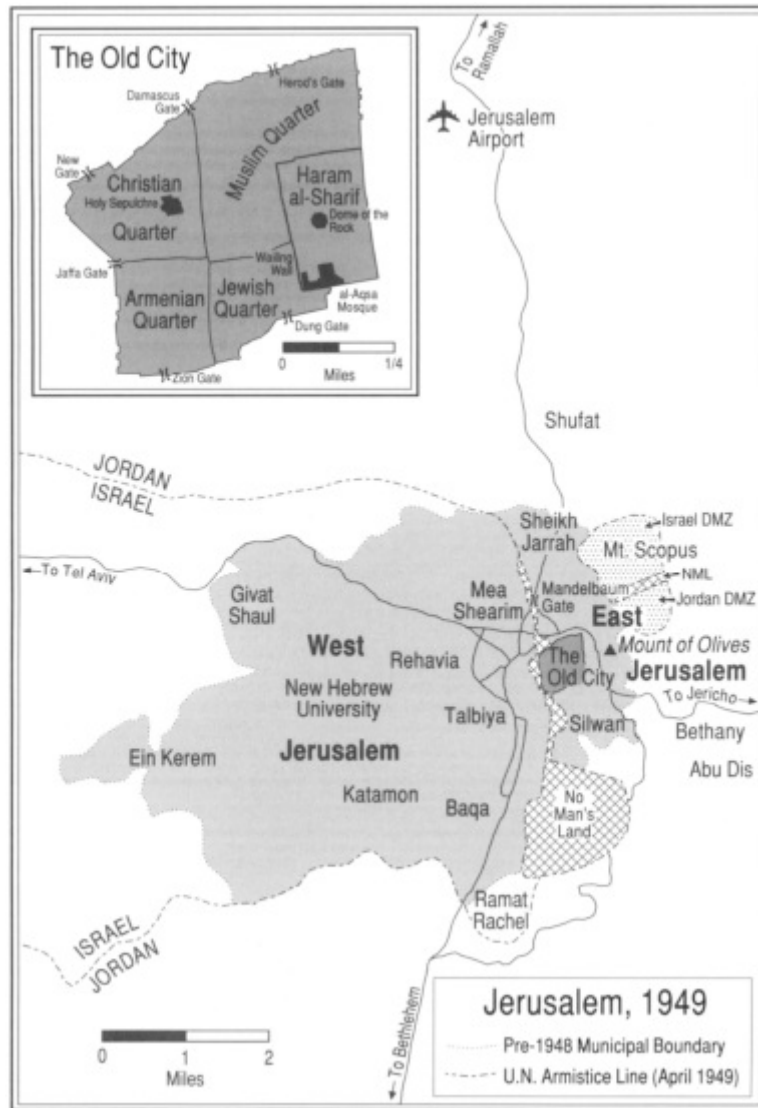 The Old City
Herod's Gate
Damascus
Gate
New
Gate
Muslim Quarter
Christian
Holy Sepulchre
Quarter
Haram
al-Sharif
Dome of the
Rock
Wailing
Wall
Jaffa Gate
Armenian
Quarter
Jewish
Quarter
al-Aqsa
Mosque
Dung Gate
Zion Gate
0
1/4
Miles
To
Ramallah
Jerusalem
Airport
Shufat
JORDAN
ISRAEL
Sheikh
Jarrah
Israel DMZ
Mt. Scopus
NML
Jordan DMZ
To Tel Aviv
Givat
Shaul
Mea
Shearim
Mandelbaum
Gate
East
Mount of Olives
Jerusalem
West
Rehavia
The
Old City
New Hebrew
University
To Jericho
Talbiya
Silwan
Bethany
Ein Kerem
Jerusalem
Abu Dis
Katamon
Baqa
No
Man's
Land
Ramat
Rachel
ISRAEL
JORDAN
To Bethlehem
0
1
2
Miles
Jerusalem, 1949
Pre-1948 Municipal Boundary
U.N. Armistice Line (April 1949)